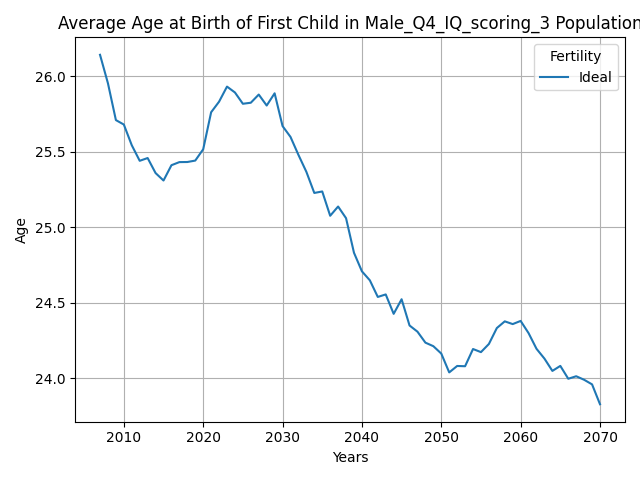 Average Age at Birth of First Child in Male_Q4_IQ_scoring_3 Population
Fertility
Ideal
26.0
25.5
25.0
24.5
24.0
Age
2010 2020 2030 2040 2050 2060 2070
Years